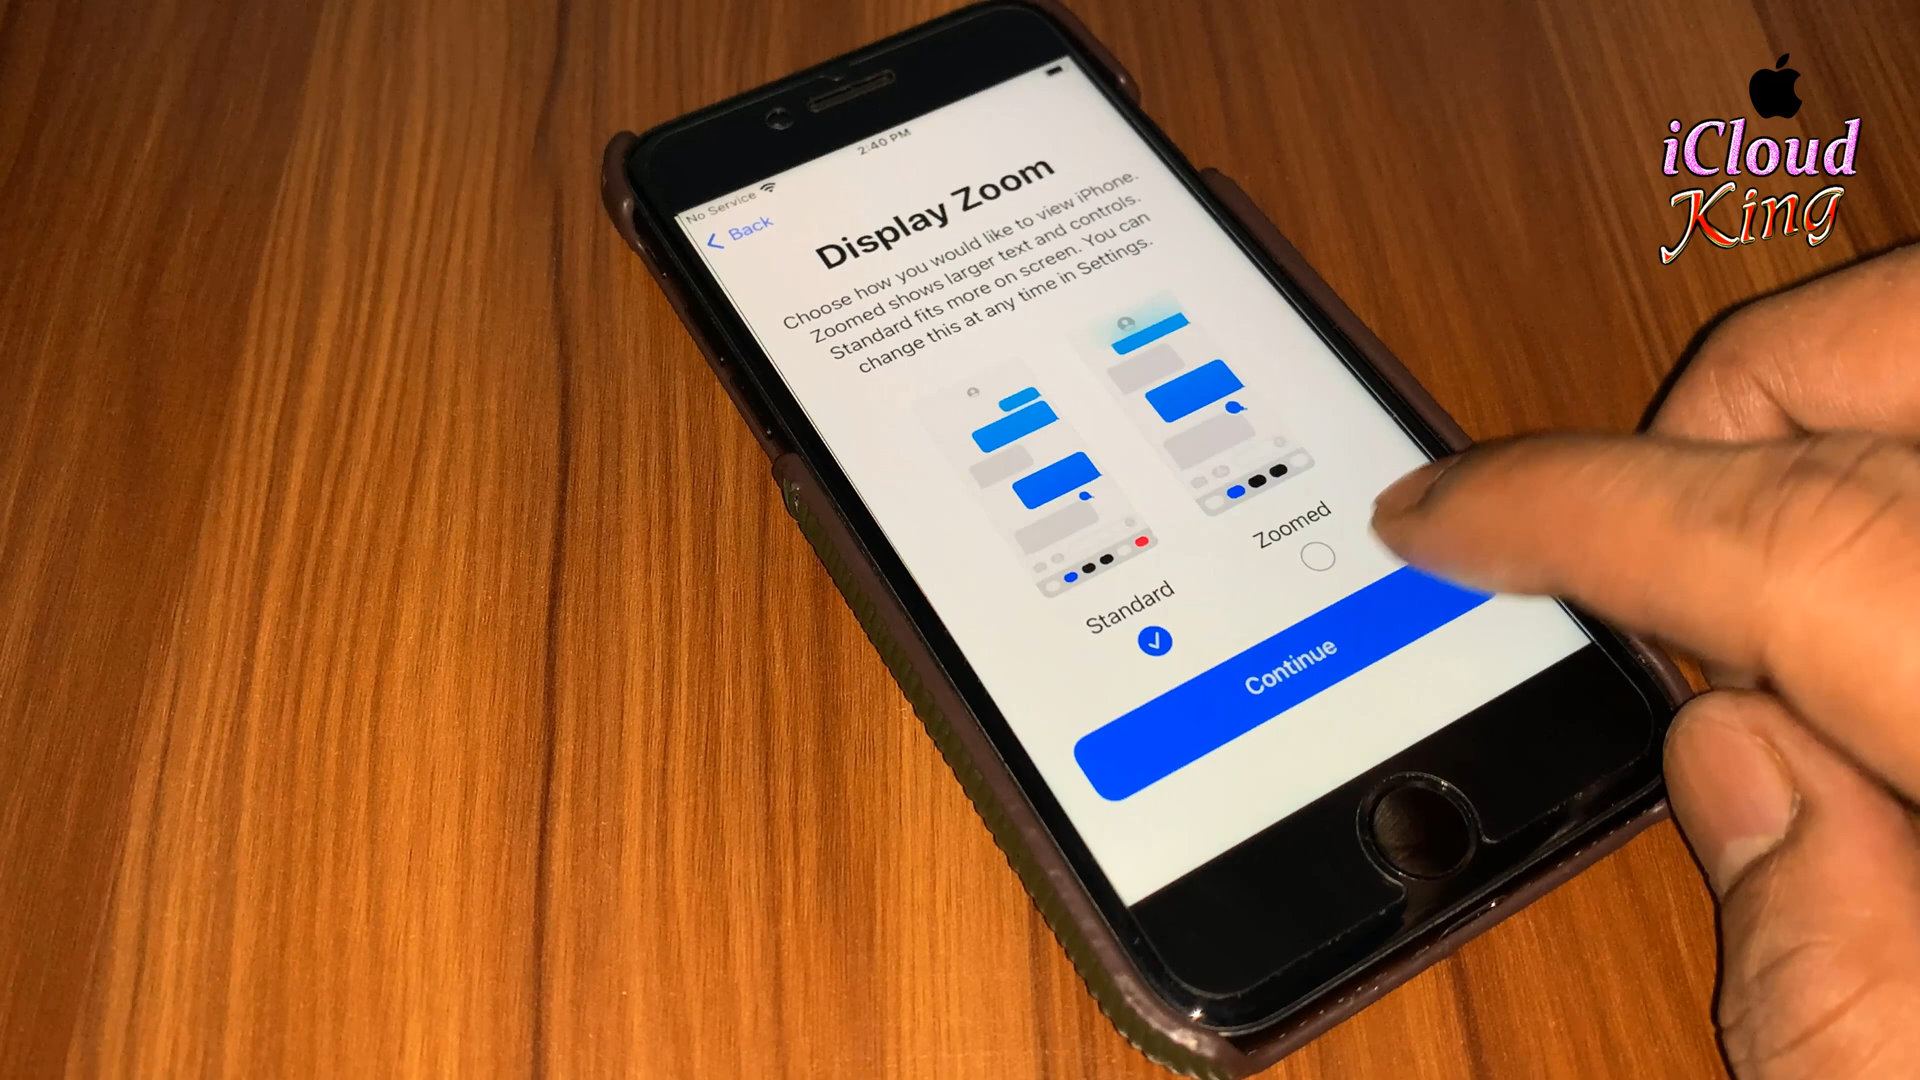 2:40 PM
No Service
Back
Display Zoom
Choose how you would like to view iPhone.
Zoomed shows larger text and controls.
Standard fits more on screen. You can
change this at any time in Settings.
Standard
Zoomed
Continue
iCloud
King